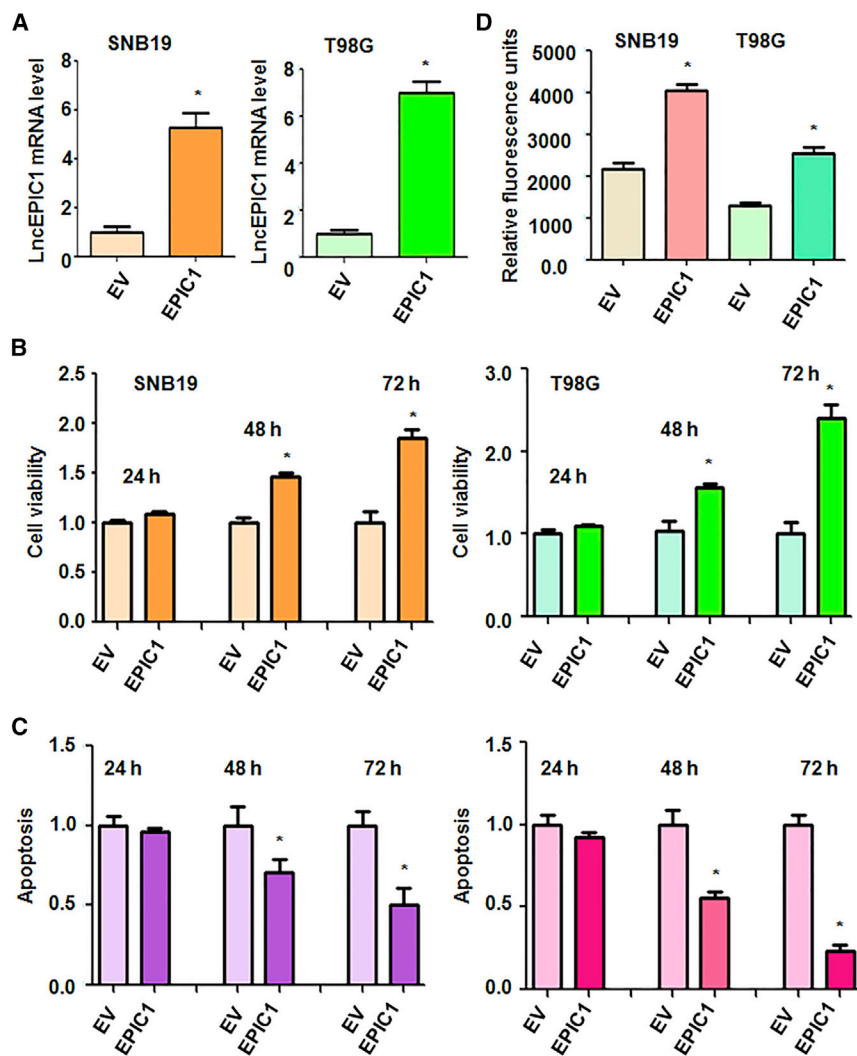 A
SNB19
LncEPIC1 mRNA level
8
6
4
2
0
EV
EPIC1
T98G
LncEPIC1 mRNA level
8
6
4
2
0
EV
EPIC1
*
*
D
SNB19
T98G
Relative fluorescence units
5000
4000
3000
2000
1000
0.0
EV
EPIC1
EV
EPIC1
*
*
B
SNB19
Cell viability
2.5
2.0
1.5
1.0
0.5
0.0
24 h
48 h
72 h
*
*
EV
EPIC1
EV
EPIC1
EV
EPIC1
T98G
Cell viability
3.0
2.0
1.0
0.0
24 h
48 h
72 h
*
*
EV
EPIC1
EV
EPIC1
EV
EPIC1
C
Apoptosis
1.5
1.0
0.5
0.0
24 h
48 h
72 h
*
*
EV
EPIC1
EV
EPIC1
EV
EPIC1
Apoptosis
1.5
1.0
0.5
0.0
24 h
48 h
72 h
*
*
EV
EPIC1
EV
EPIC1
EV
EPIC1